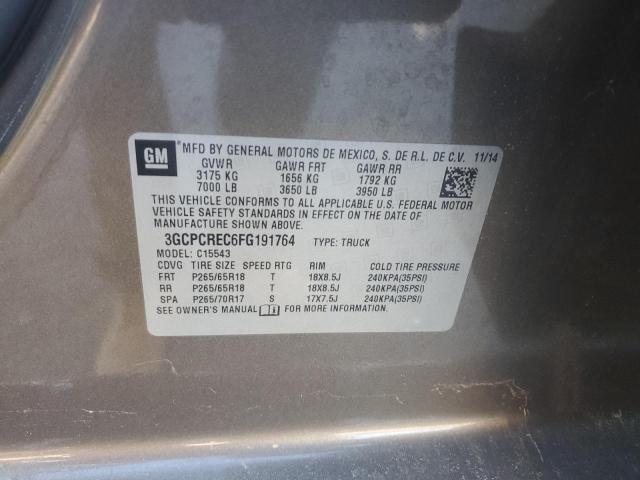 GM
MFD BY GENERAL MOTORS DE MEXICO, S. DE R.L. DE C.V. 11/14
GVWR GAWR FRT GAWR RR
3175 KG 1656 KG 1792 KG
7000 LB 3650 LB 3950 LB
THIS VEHICLE CONFORMS TO ALL APPLICABLE U.S. FEDERAL MOTOR
VEHICLE SAFETY STANDARDS IN EFFECT ON THE DATE OF
MANUFACTURE SHOWN ABOVE.
3GCPCREC6FG191764 TYPE: TRUCK
MODEL: C15543
CDVG TIRE SIZE SPEED RTG RIM COLD TIRE PRESSURE
FRT P265/65R18 T 18X8.5J 240KPA(35PSI)
RR P265/65R18 T 18X8.5J 240KPA(35PSI)
SPA P265/70R17 S 17X7.5J 240KPA(35PSI)
SEE OWNER'S MANUAL FOR MORE INFORMATION.